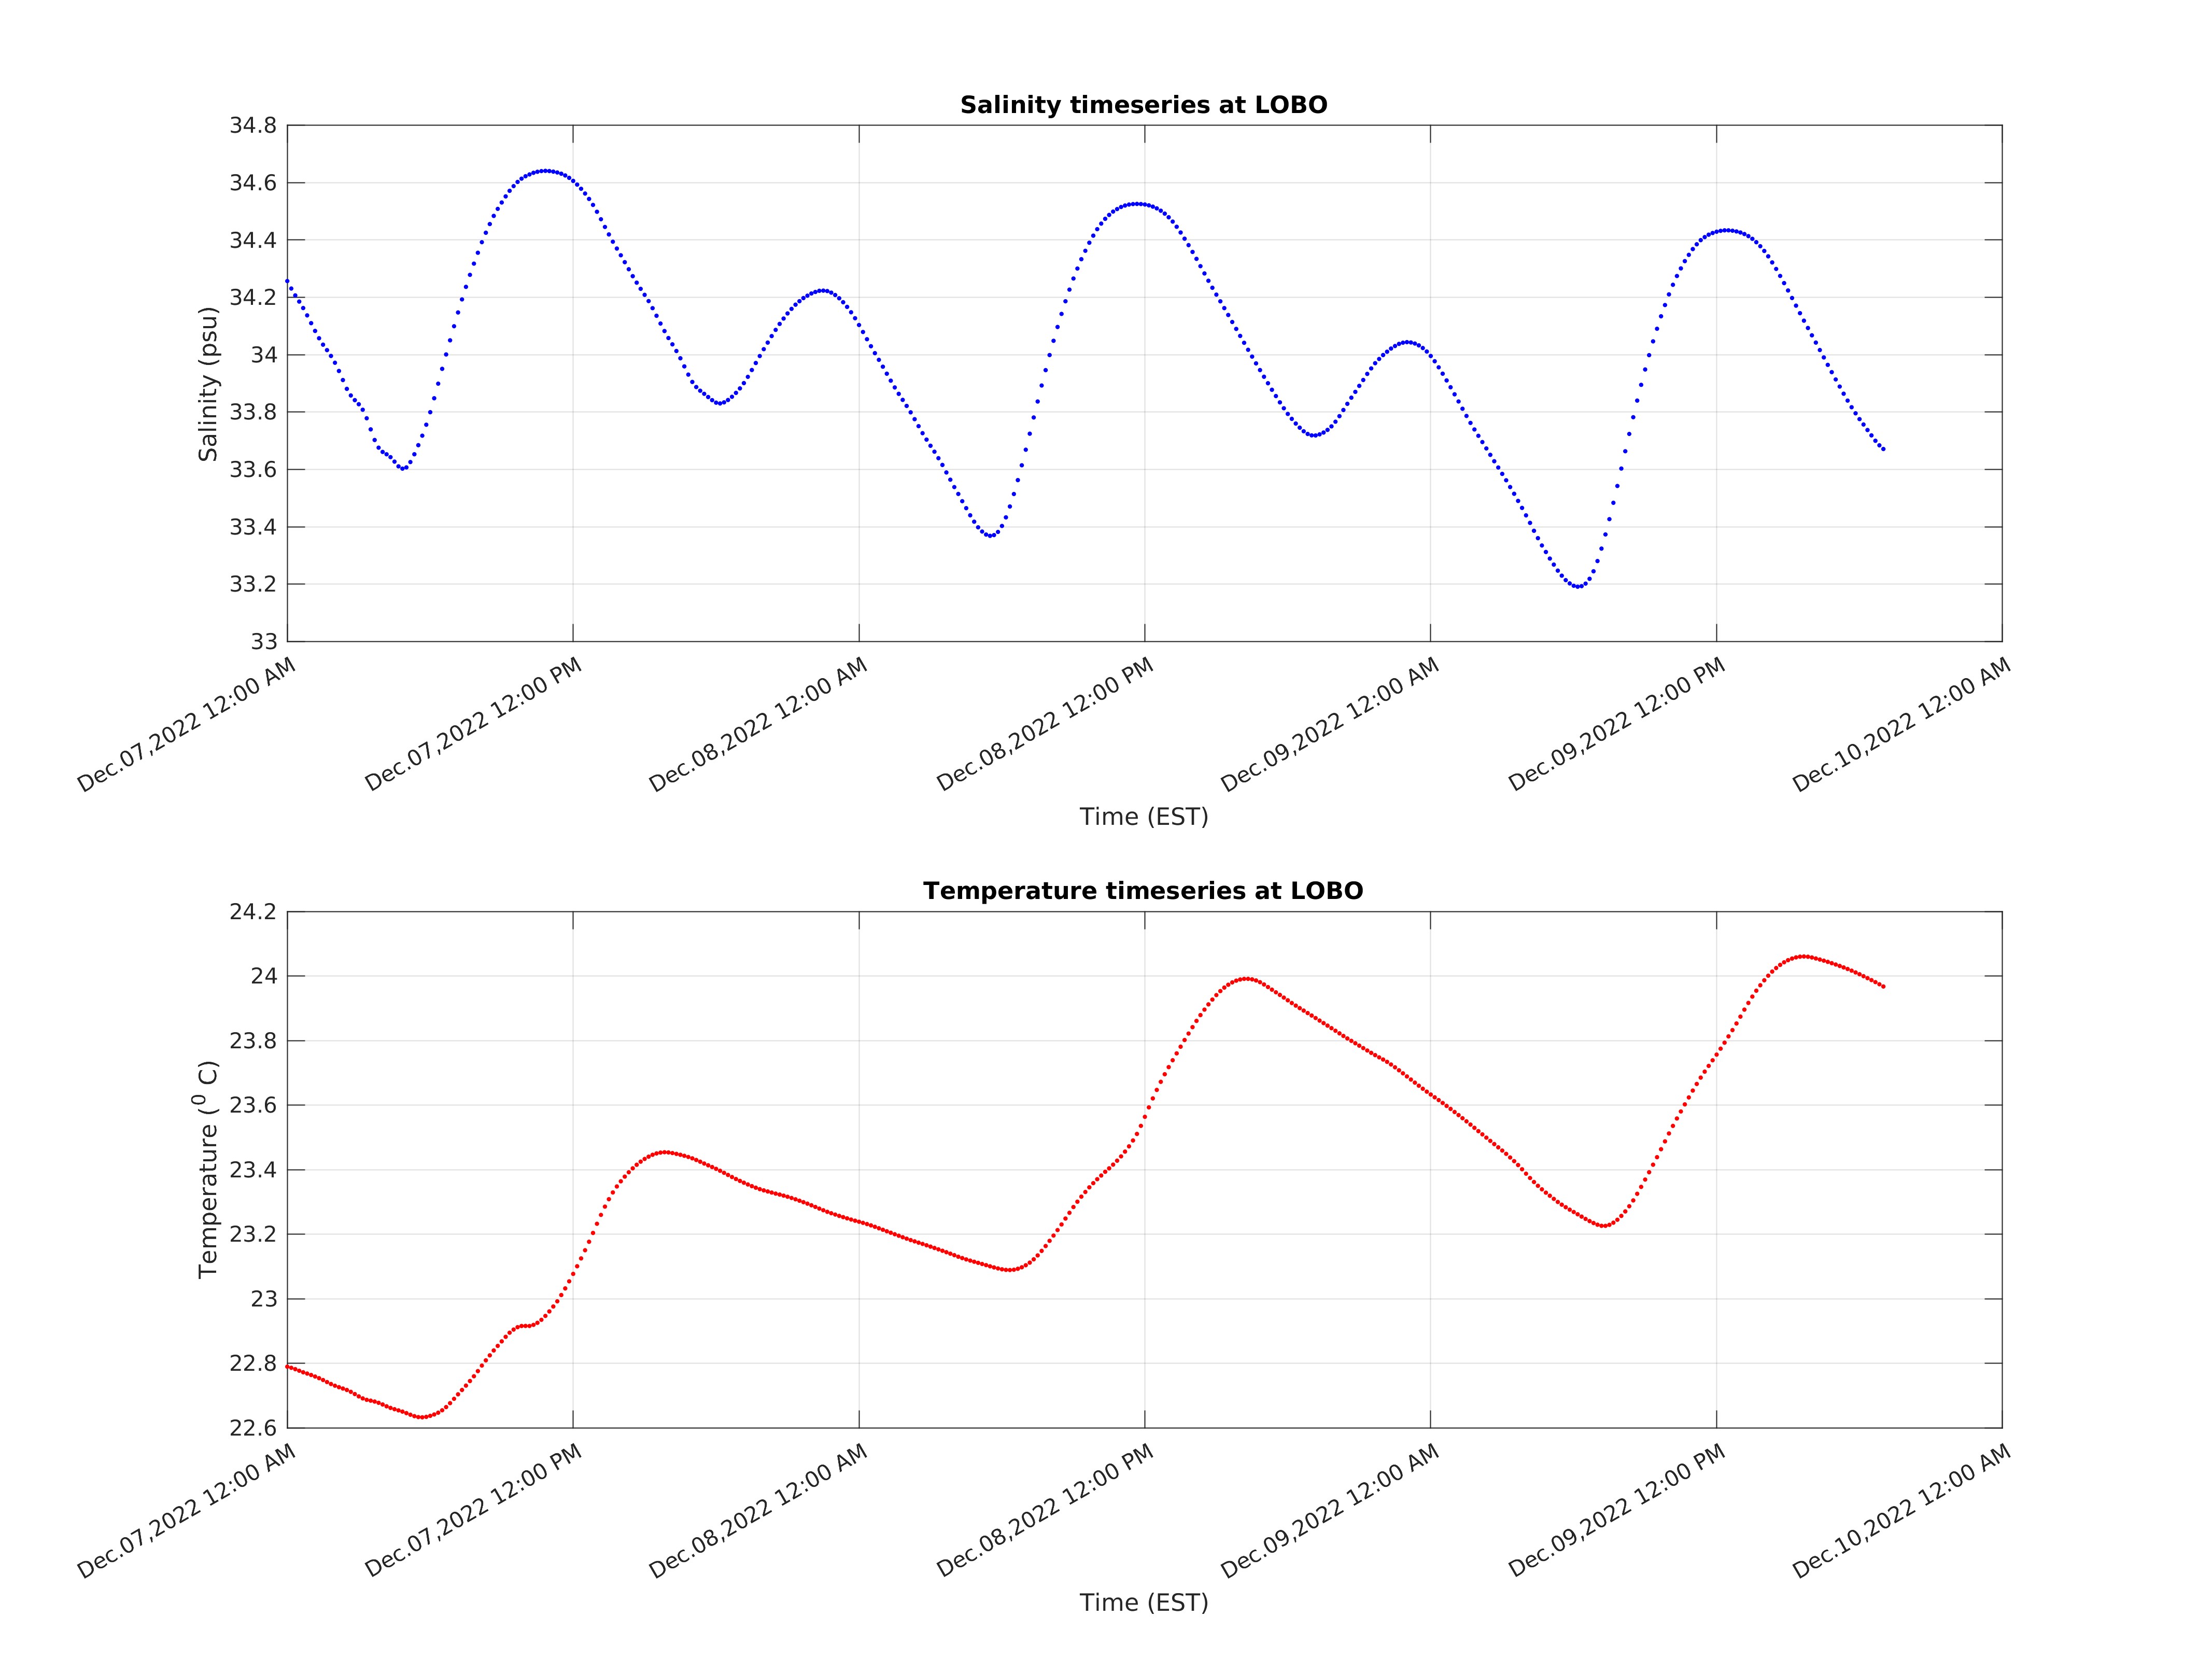 Salinity timeseries at LOBO
34.8
34.6
34.4
34.2
34
33.8
33.6
33.4
33.2
33
Salinity (psu)
Dec.07,2022 12:00 AM
Dec.07,2022 12:00 PM
Dec.08,2022 12:00 AM
Dec.08,2022 12:00 PM
Dec.09,2022 12:00 AM
Dec.09,2022 12:00 PM
Dec.10,2022 12:00 AM
Time (EST)
Temperature timeseries at LOBO
24.2
24
23.8
23.6
23.4
23.2
23
22.8
22.6
Temperature (⁰ C)
Dec.07,2022 12:00 AM
Dec.07,2022 12:00 PM
Dec.08,2022 12:00 AM
Dec.08,2022 12:00 PM
Dec.09,2022 12:00 AM
Dec.09,2022 12:00 PM
Dec.10,2022 12:00 AM
Time (EST)